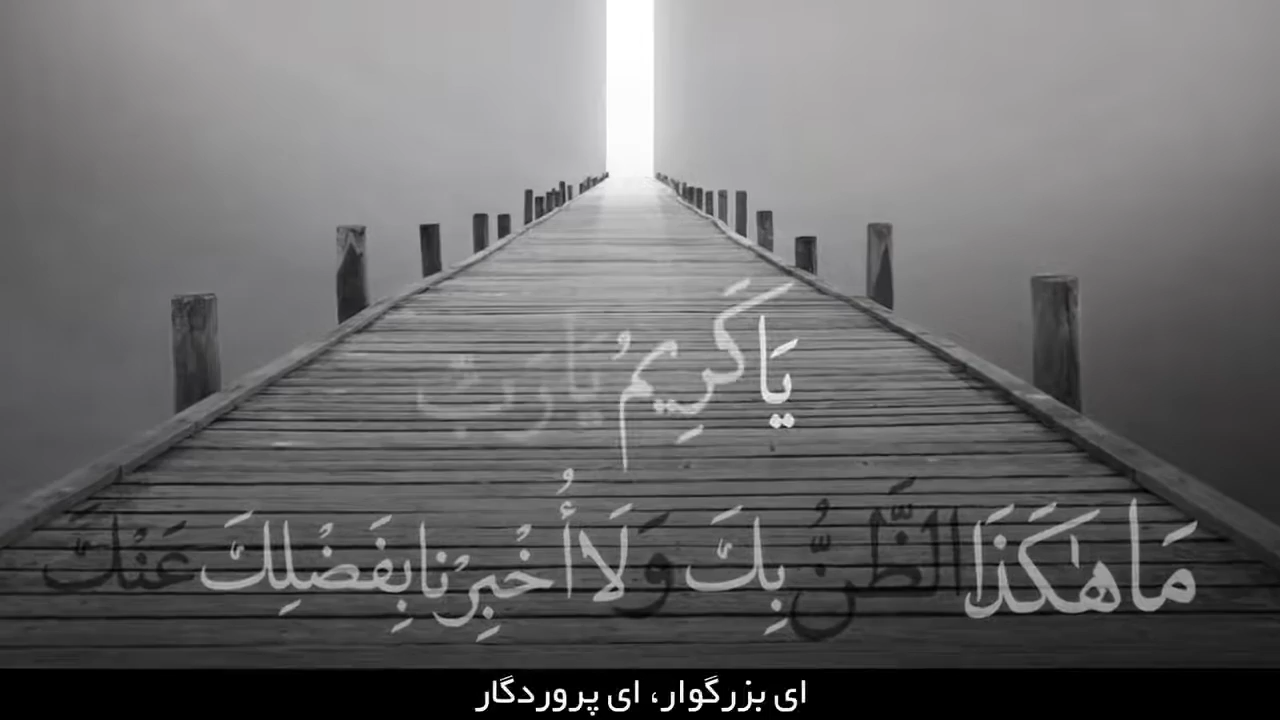 يَا كَرِيمُ يَا رَبِّ
مَا هٰكَذَا الظَّنُّ بِكَ وَلَا أُخْبِرْنَا بِفَضْلِكَ عَنْكَ
ای بزرگوار، ای پروردگار